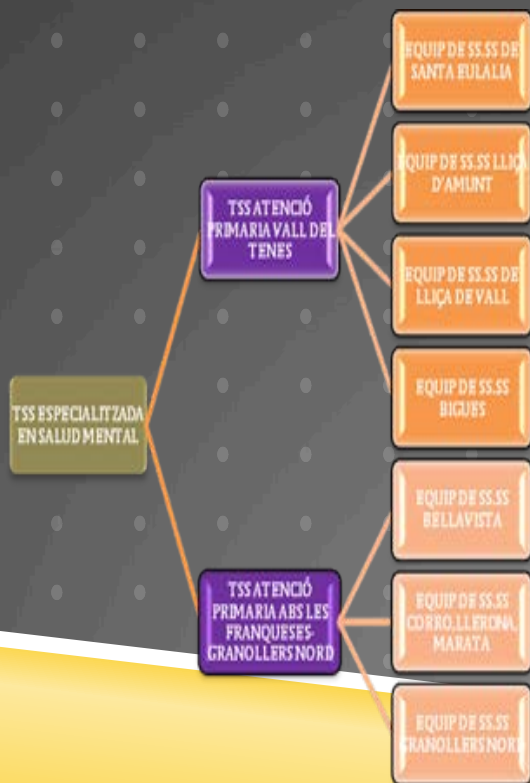 EQUIP DE SS.SS DE
SANTA EULALIA
EQUIP DE SS.SS LLIÇA
D'AMUNT
TSS ATENCIÓ
PRIMARIA VALL DEL
TENES
EQUIP DE SS.SS DE
LLIÇA DE VALL
EQUIP DE SS.SS
BIGUES
TSS ESPECIALITZADA
EN SALUD MENTAL
EQUIP DE SS.SS
BELLAVISTA
TSS ATENCIÓ
PRIMARIA ABS LES
FRANQUESES-
GRANOLLERS NORD
EQUIP DE SS.SS
CORRO, LLERONA,
MARATA
EQUIP DE SS.SS
GRANOLLERS NORD